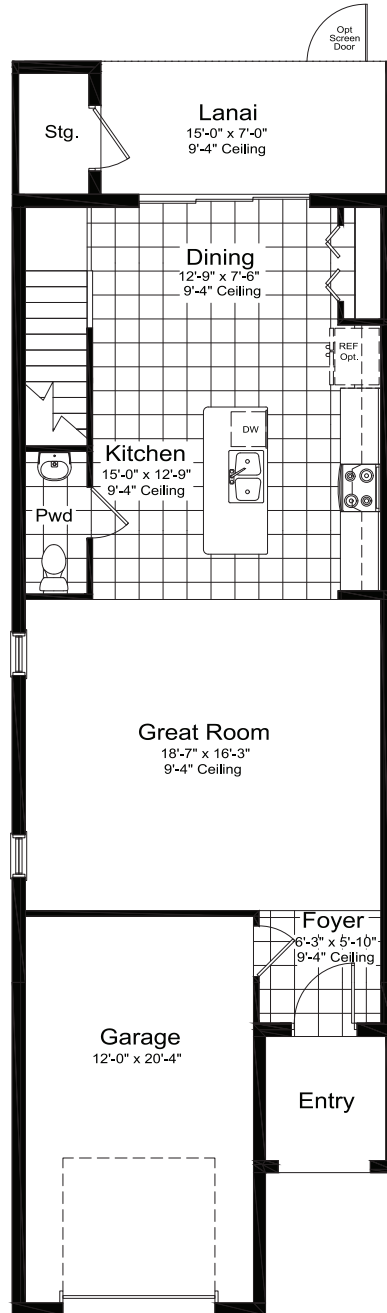 Opt
Screen
Door
Lanai
15'-0" x 7'-0"
9'-4" Ceiling
Stg.
Dining
12'-9" x 7'-6"
9'-4" Ceiling
REF
Opt.
DW
Kitchen
15'-0" x 12'-9"
9'-4" Ceiling
Pwd
Great Room
18'-7" x 16'-3"
9'-4" Ceiling
Foyer
6'-3" x 5'-10"
9'-4" Ceiling
Garage
12'-0" x 20'-4"
Entry